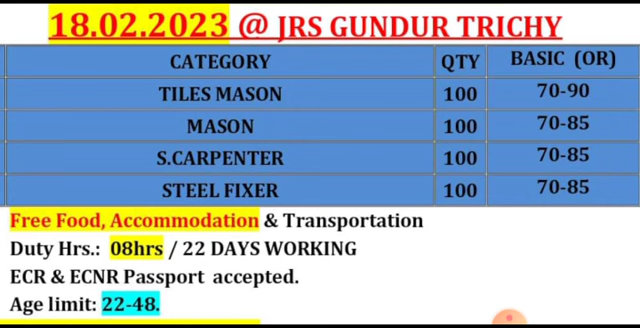 18.02.2023 @ JRS GUNDUR TRICHY
CATEGORY QTY BASIC (OR)
TILES MASON 100 70-90
MASON 100 70-85
S.CARPENTER 100 70-85
STEEL FIXER 100 70-85
Free Food, Accommodation & Transportation
Duty Hrs.: 08hrs / 22 DAYS WORKING
ECR & ECNR Passport accepted.
Age limit: 22-48.